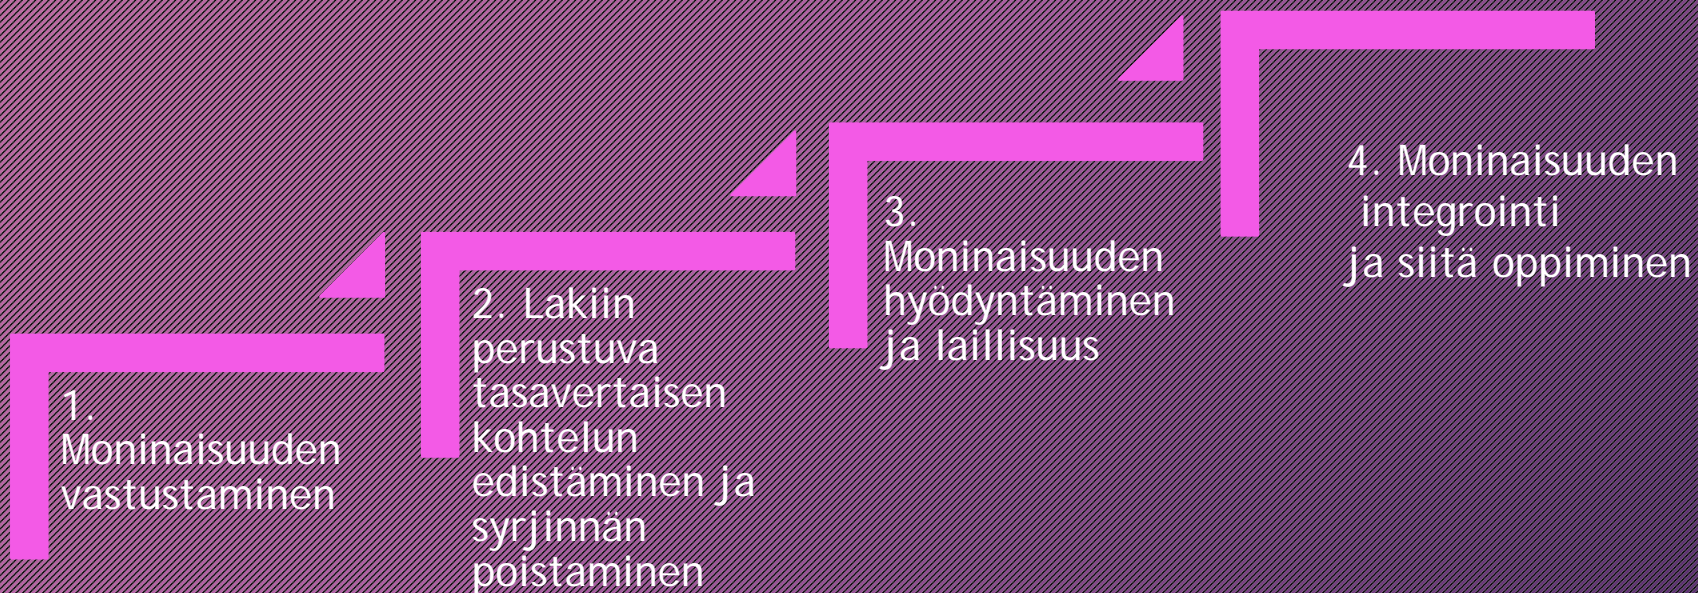 1.
Moninaisuuden
vastustaminen
2. Lakiin
perustuva
tasavertaisen
kohtelun
edistäminen ja
syrjinnän
poistaminen
3.
Moninaisuuden
hyödyntäminen
ja laillisuus
4. Moninaisuuden
integrointi
ja siitä oppiminen